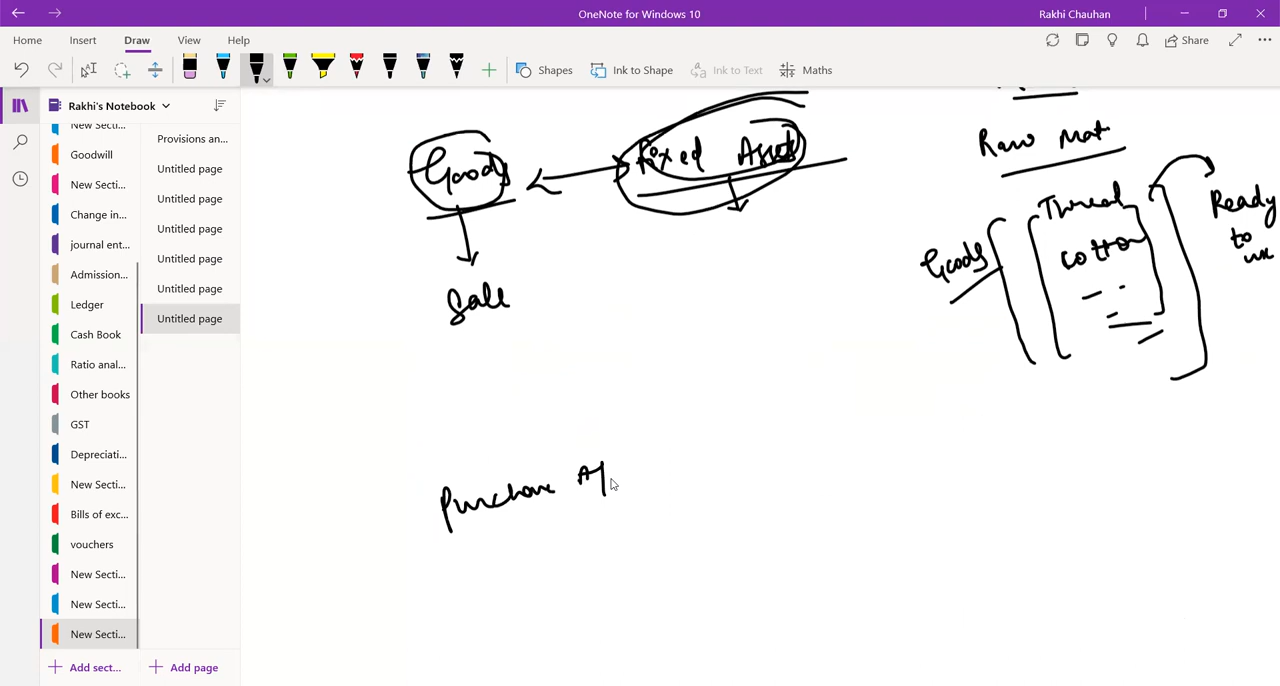 OneNote for Windows 10
Rakhi Chauhan
Home
Insert
Draw
View
Help
Share
Shapes
Ink to Shape
Ink to Text
Maths
Rakhi's Notebook
New Secti...
Goodwill
New Secti...
Change in...
journal ent...
Admission...
Ledger
Cash Book
Ratio anal...
Other books
GST
Depreciati...
New Secti...
Bills of exc...
vouchers
New Secti...
New Secti...
New Secti...
Add sect...
Provisions an...
Untitled page
Untitled page
Untitled page
Untitled page
Untitled page
Untitled page
Add page
Goods
Fixed Asset
Sale
Raw Mat
Goods
Thread
cotton
Ready
to
use
Purchase A/